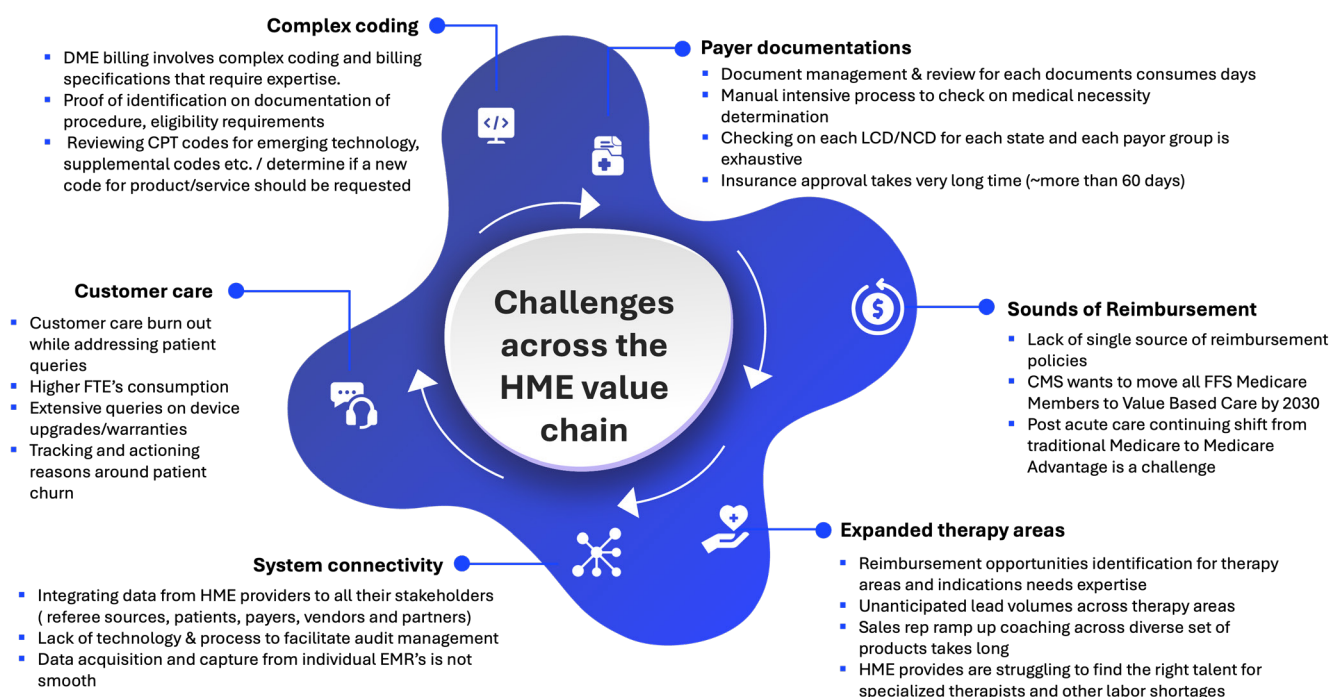 Complex coding
DME billing involves complex coding and billing
specifications that require expertise.
Proof of identification on documentation of
procedure, eligibility requirements
Reviewing CPT codes for emerging technology,
supplemental codes etc. / determine if a new
code for product/service should be requested
Payer documentations
Document management & review for each documents consumes days
Manual intensive process to check on medical necessity
determination
Checking on each LCD/NCD for each state and each payor group is
exhaustive
Insurance approval takes very long time (~more than 60 days)
Customer care
Customer care burn out
while addressing patient
queries
Higher FTE's consumption
Extensive queries on device
upgrades/warranties
Tracking and actioning
reasons around patient
churn
Challenges
across the
HME value
chain
Sounds of Reimbursement
Lack of single source of reimbursement
policies
CMS wants to move all FFS Medicare
Members to Value Based Care by 2030
Post acute care continuing shift from
traditional Medicare to Medicare
Advantage is a challenge
System connectivity
Integrating data from HME providers to all their stakeholders
( referee sources, patients, payers, vendors and partners)
Lack of technology & process to facilitate audit management
Data acquisition and capture from individual EMR's is not
smooth
Expanded therapy areas
Reimbursement opportunities identification for therapy
areas and indications needs expertise
Unanticipated lead volumes across therapy areas
Sales rep ramp up coaching across diverse set of
products takes long
HME provides are struggling to find the right talent for
specialized therapists and other labor shortages